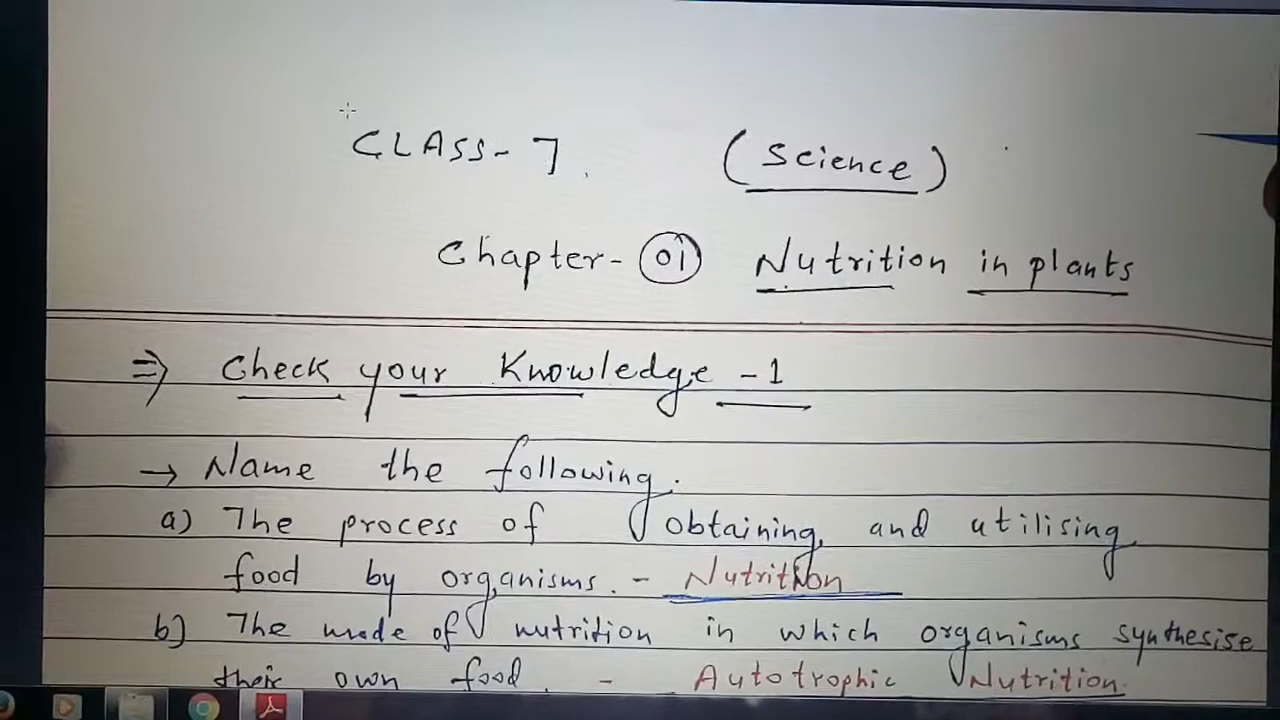 CLASS-7. (Science)
Chapter-01 Nutrition in plants
⇒ Check your Knowledge -1
→ Name the following.
a) The process of obtaining, and utilising
food by organisms. - Nutrition
b) The mode of nutrition in which organisms synthesise
their own food. - Autotrophic Nutrition.